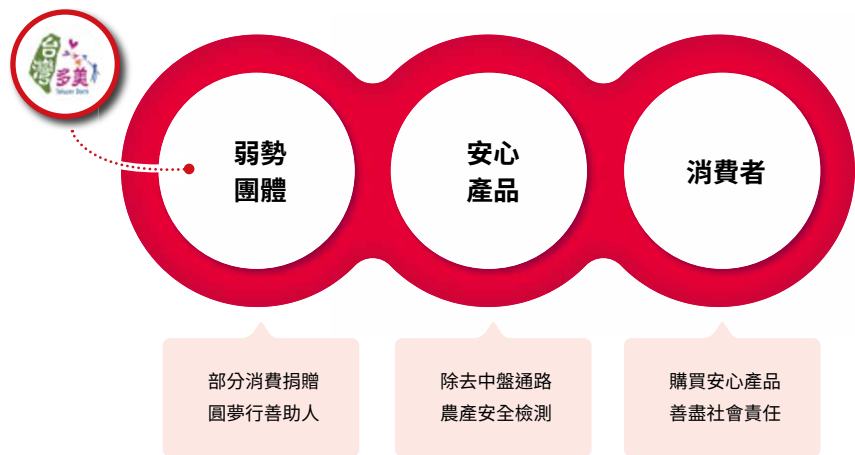 台灣
多美
弱勢
團體
安心
產品
消費者
部分消費捐贈
圓夢行善助人
除去中盤通路
農產安全檢測
購買安心產品
善盡社會責任